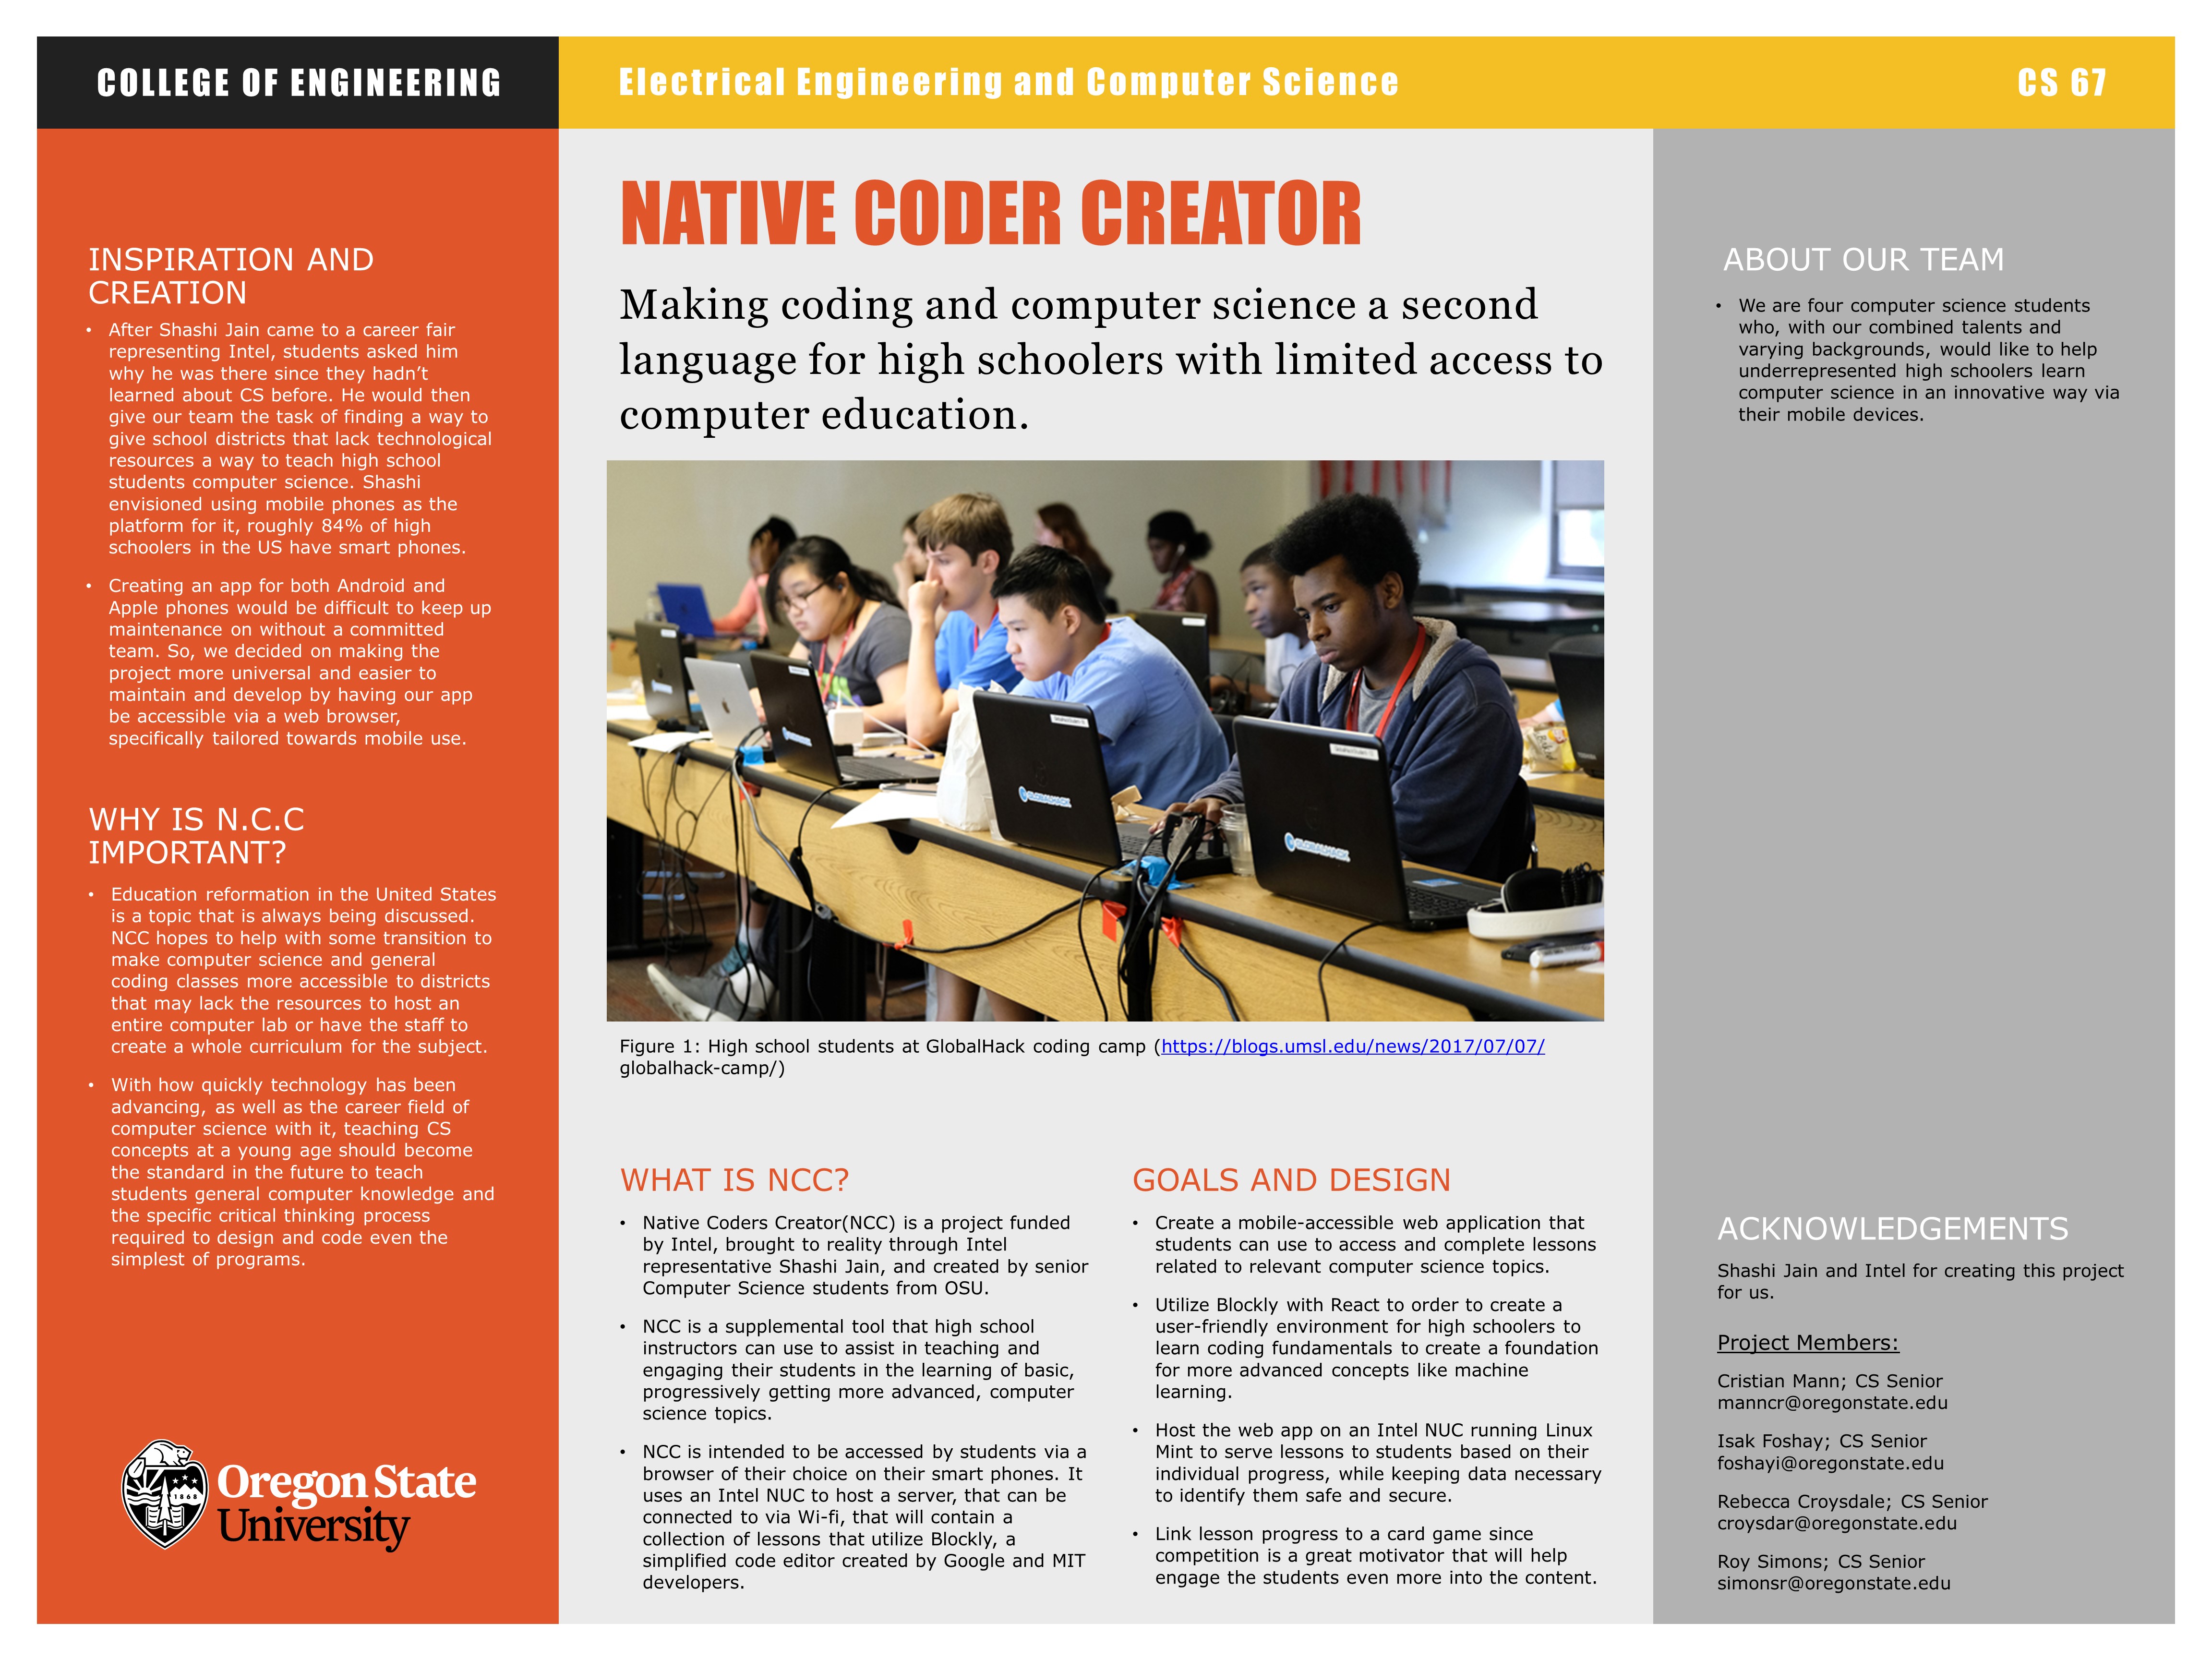 COLLEGE OF ENGINEERING
Electrical Engineering and Computer Science
CS 67
INSPIRATION AND
CREATION
• After Shashi Jain came to a career fair
representing Intel, students asked him
why he was there since they hadn’t
learned about CS before. He would then
give our team the task of finding a way to
give school districts that lack technological
resources a way to teach high school
students computer science. Shashi
envisioned using mobile phones as the
platform for it, roughly 84% of high
schoolers in the US have smart phones.
• Creating an app for both Android and
Apple phones would be difficult to keep up
maintenance on without a committed
team. So, we decided on making the
project more universal and easier to
maintain and develop by having our app
be accessible via a web browser,
specifically tailored towards mobile use.
WHY IS N.C.C
IMPORTANT?
• Education reformation in the United States
is a topic that is always being discussed.
NCC hopes to help with some transition to
make computer science and general
coding classes more accessible to districts
that may lack the resources to host an
entire computer lab or have the staff to
create a whole curriculum for the subject.
• With how quickly technology has been
advancing, as well as the career field of
computer science with it, teaching CS
concepts at a young age should become
the standard in the future to teach
students general computer knowledge and
the specific critical thinking process
required to design and code even the
simplest of programs.
1868
Oregon State
University
NATIVE CODER CREATOR
Making coding and computer science a second
language for high schoolers with limited access to
computer education.
GLOBALHACK
GLOBALHACK
Figure 1: High school students at GlobalHack coding camp (https://blogs.umsl.edu/news/2017/07/07/
globalhack-camp/)
WHAT IS NCC?
• Native Coders Creator(NCC) is a project funded
by Intel, brought to reality through Intel
representative Shashi Jain, and created by senior
Computer Science students from OSU.
• NCC is a supplemental tool that high school
instructors can use to assist in teaching and
engaging their students in the learning of basic,
progressively getting more advanced, computer
science topics.
• NCC is intended to be accessed by students via a
browser of their choice on their smart phones. It
uses an Intel NUC to host a server, that can be
connected to via Wi-fi, that will contain a
collection of lessons that utilize Blockly, a
simplified code editor created by Google and MIT
developers.
GOALS AND DESIGN
• Create a mobile-accessible web application that
students can use to access and complete lessons
related to relevant computer science topics.
• Utilize Blockly with React to order to create a
user-friendly environment for high schoolers to
learn coding fundamentals to create a foundation
for more advanced concepts like machine
learning.
• Host the web app on an Intel NUC running Linux
Mint to serve lessons to students based on their
individual progress, while keeping data necessary
to identify them safe and secure.
• Link lesson progress to a card game since
competition is a great motivator that will help
engage the students even more into the content.
ABOUT OUR TEAM
• We are four computer science students
who, with our combined talents and
varying backgrounds, would like to help
underrepresented high schoolers learn
computer science in an innovative way via
their mobile devices.
ACKNOWLEDGEMENTS
Shashi Jain and Intel for creating this project
for us.
Project Members:
Cristian Mann; CS Senior
manncr@oregonstate.edu
Isak Foshay; CS Senior
foshayi@oregonstate.edu
Rebecca Croysdale; CS Senior
croysdar@oregonstate.edu
Roy Simons; CS Senior
simonsr@oregonstate.edu